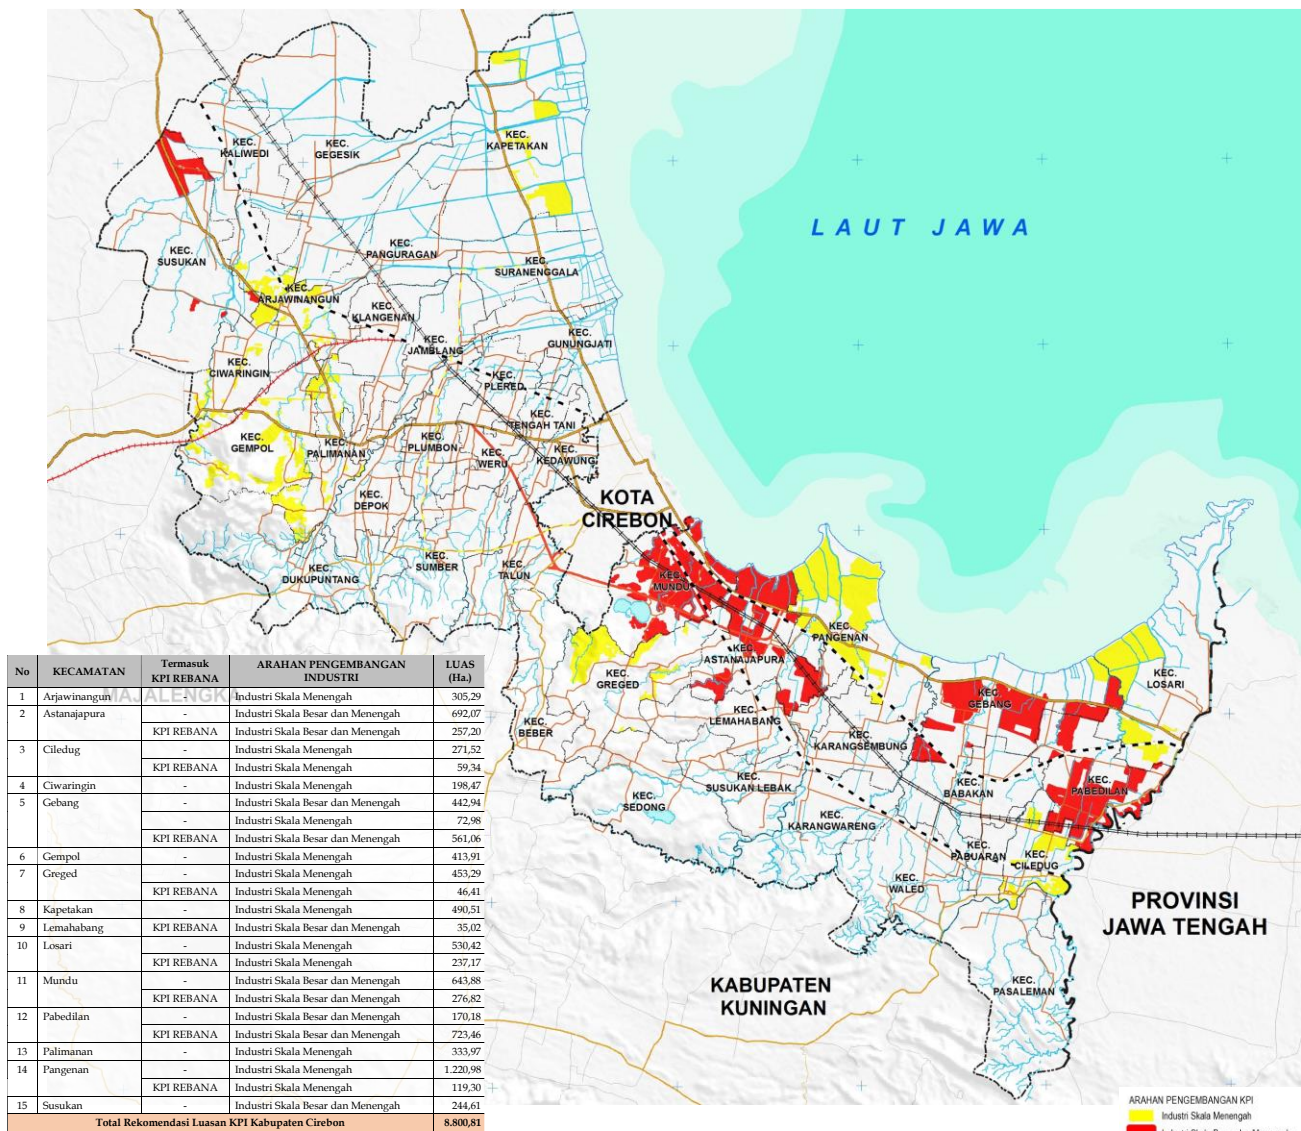 KEC.
KALIWEDI
KEC.
GEGESIK
KEC.
KAPETAKAN
LAUT JAWA
KEC.
SUSUKAN
KEC.
PANGURAGAN
KEC.
SURANENGGALA
KEC.
ARJAWINANGUN
KEC.
KLANGENAN
KEC.
JAMBLANG
KEC.
GUNUNGJATI
KEC.
CIWARINGIN
KEC.
PLERED
KEC.
TENGAH TANI
KEC.
GEMPOL
KEC.
PALIMANAN
KEC.
PLUMBON
KEC.
WERU
KEC.
KEDAWUNG
KEC.
DEPOK
KOTA
CIREBON
KEC.
DUKUPUNTANG
KEC.
SUMBER
KEC.
TALUN
KEC.
MUNDU
KEC.
PANGENAN
KEC.
ASTANAJAPURA
KEC.
GREGED
KEC.
LOSARI
KEC.
GEBANG
KEC.
LEMAHABANG
KEC.
BEBER
KEC.
KARANGSEMBUNG
KEC.
SUSUKAN LEBAK
KEC.
BABAKAN
KEC.
PABEDILAN
KEC.
SEDONG
KEC.
KARANGWARENG
KEC.
PABUARAN
KEC.
CILEDUG
KEC.
WALED
KEC.
PASALEMAN
PROVINSI
JAWA TENGAH
KABUPATEN
KUNINGAN
MAJALENGKA
No KECAMATAN Termasuk KPI REBANA ARAHAN PENGEMBANGAN INDUSTRI LUAS (Ha.)
1 Arjawinangun - Industri Skala Menengah 305,29
2 Astanajapura - Industri Skala Besar dan Menengah 692,07
KPI REBANA Industri Skala Besar dan Menengah 257,20
3 Ciledug - Industri Skala Menengah 271,52
KPI REBANA Industri Skala Menengah 59,34
4 Ciwaringin - Industri Skala Menengah 198,47
5 Gebang - Industri Skala Besar dan Menengah 442,94
- Industri Skala Menengah 72,98
KPI REBANA Industri Skala Besar dan Menengah 561,06
6 Gempol - Industri Skala Menengah 413,91
7 Greged - Industri Skala Menengah 453,29
KPI REBANA Industri Skala Menengah 46,41
8 Kapetakan - Industri Skala Menengah 490,51
9 Lemahabang KPI REBANA Industri Skala Besar dan Menengah 35,02
10 Losari - Industri Skala Menengah 530,42
KPI REBANA Industri Skala Menengah 237,17
11 Mundu - Industri Skala Besar dan Menengah 643,88
KPI REBANA Industri Skala Besar dan Menengah 276,82
12 Pabedilan - Industri Skala Besar dan Menengah 170,18
KPI REBANA Industri Skala Besar dan Menengah 723,46
13 Palimanan - Industri Skala Menengah 333,97
14 Pangenan - Industri Skala Menengah 1.220,98
KPI REBANA Industri Skala Menengah 119,30
15 Susukan - Industri Skala Besar dan Menengah 244,61
Total Rekomendasi Luasan KPI Kabupaten Cirebon 8.800,81
ARAHAN PENGEMBANGAN KPI
Industri Skala Menengah